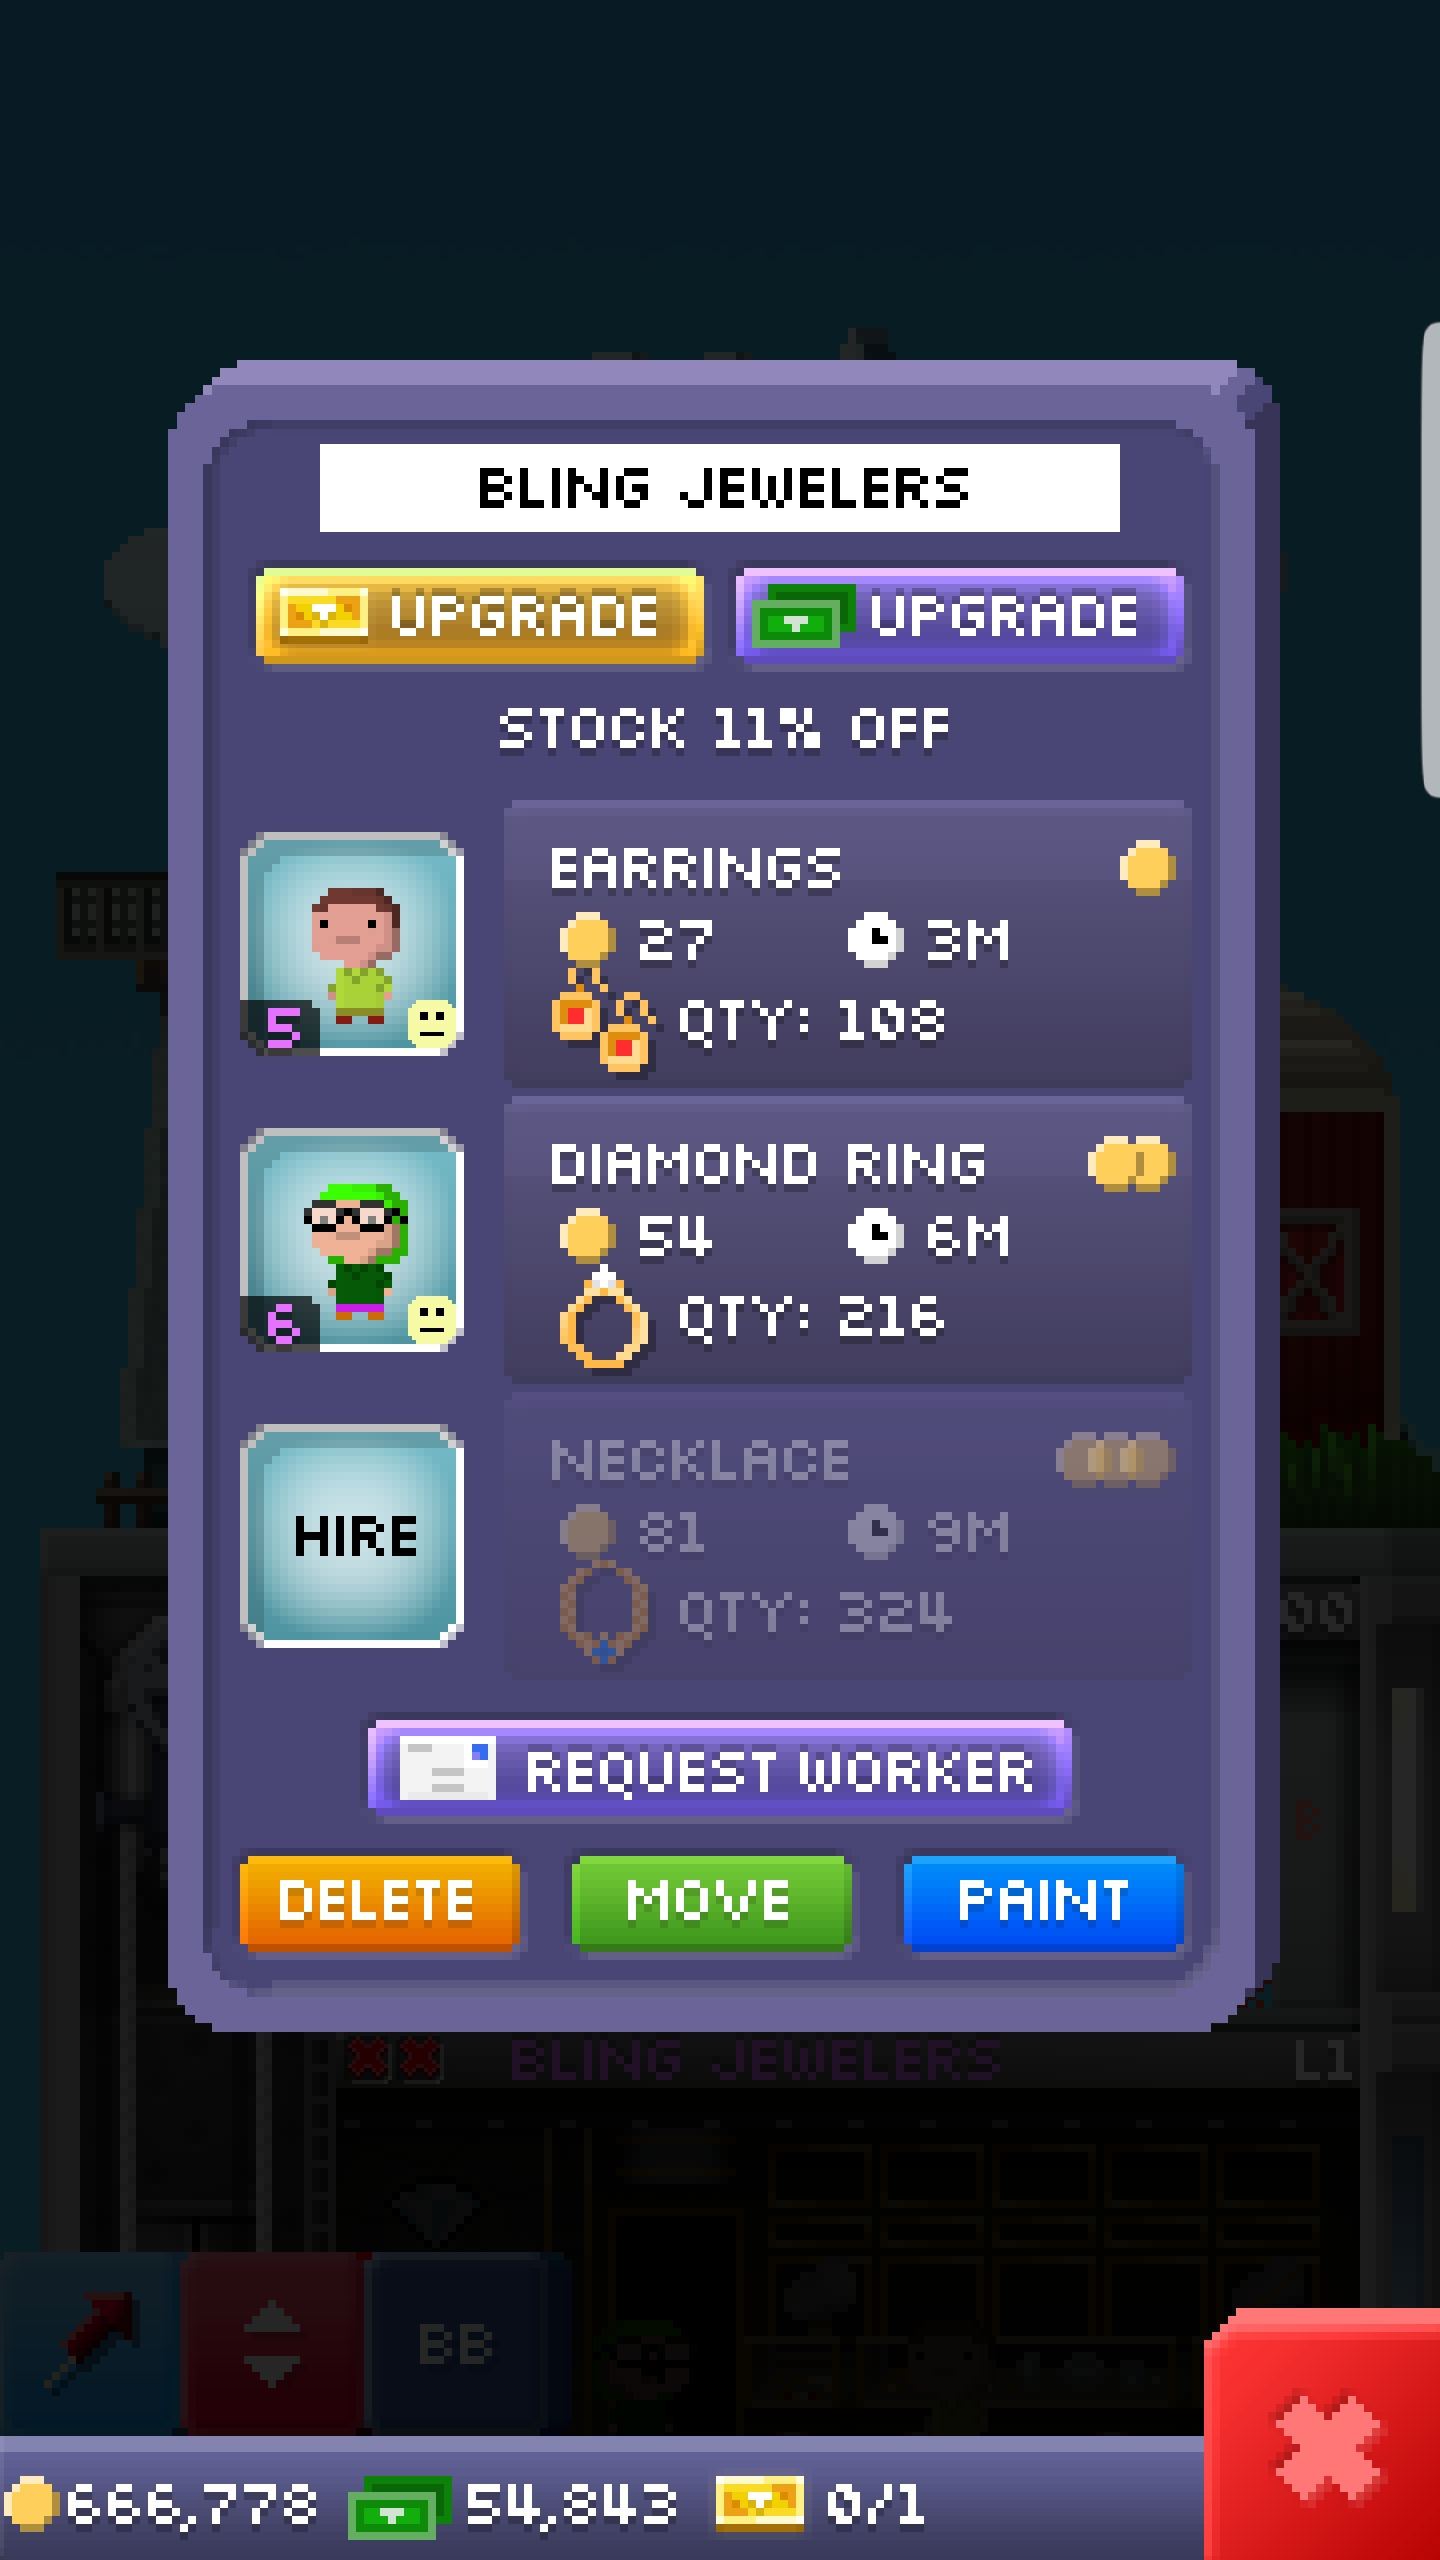 BLING JEWELERS
UPGRADE UPGRADE
STOCK 11% OFF
EARRINGS
27 3M
5 QTY: 108
DIAMOND RING
54 6M
6 QTY: 216
NECKLACE
HIRE 81 9M
QTY: 324
00
REQUEST WORKER
B
DELETE MOVE PAINT
BLING JEWELERS L1
BB
666,778 54,843 0/1